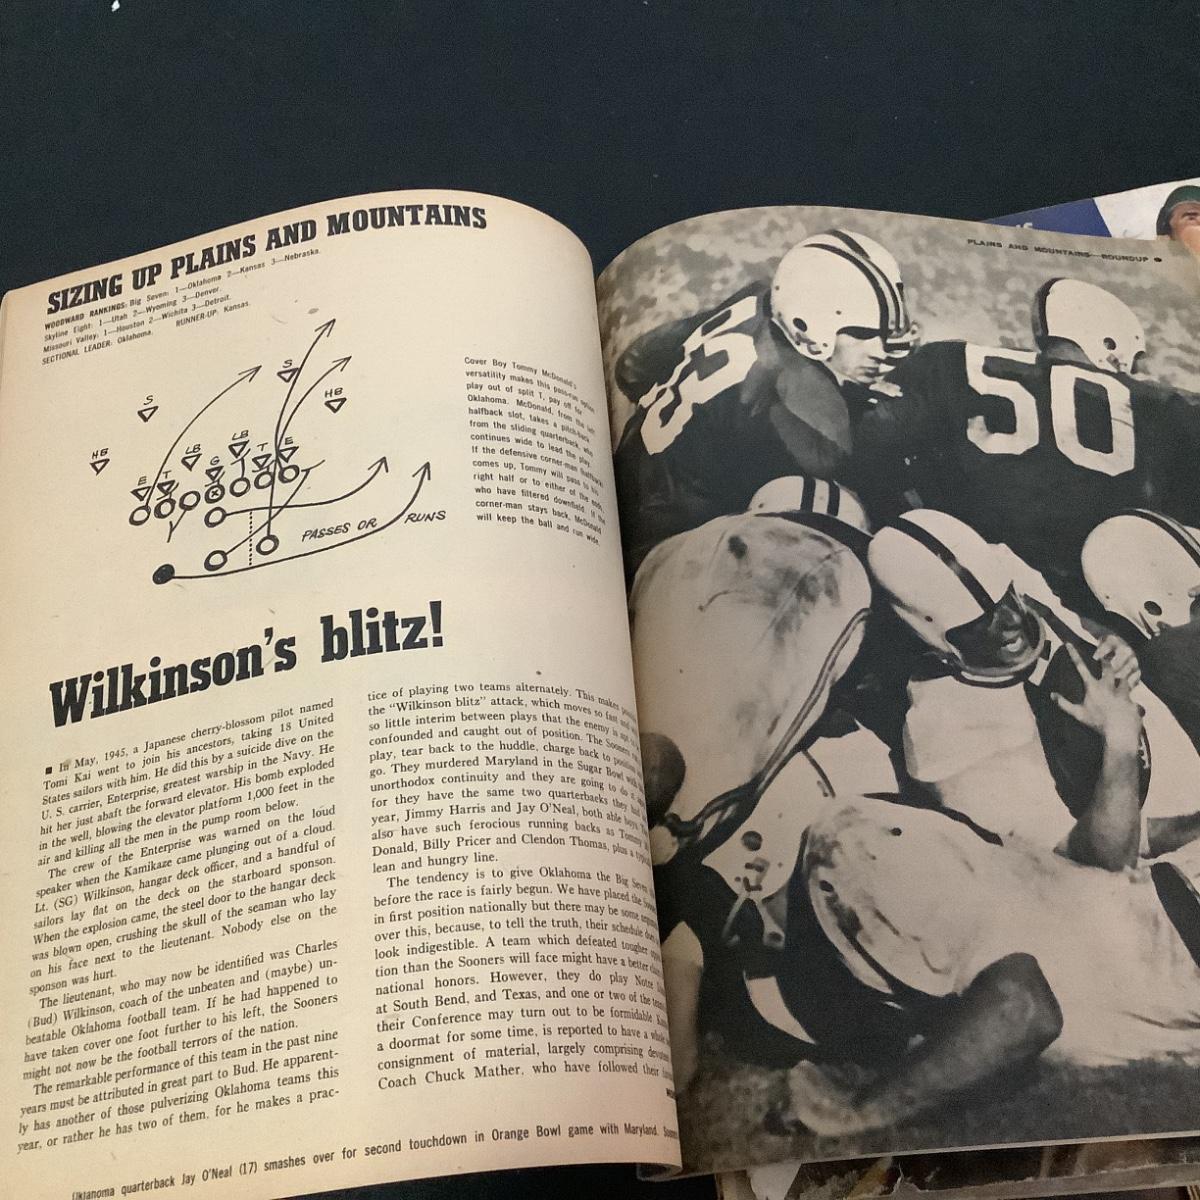 SIZING UP PLAINS AND MOUNTAINS
WOODWARD RANKINGS: Big Seven: 1—Oklahoma 2—Kansas 3—Nebraska.
Skyline Eight: 1—Utah 2—Wyoming 3—Denver.
Missouri Valley: 1—Houston 2—Wichita 3—Detroit.
SECTIONAL LEADER: Oklahoma. RUNNER-UP: Kansas.
S
S
HB
HB
LB
LB
E
T
G
T
E
X
PASSES OR RUNS
Cover Boy Tommy McDonald's
versatility makes this pass-run option
play out of split T, pay off for
Oklahoma. McDonald, from the left
halfback slot, takes a pitch-back
from the sliding quarterback, who
continues wide to lead the play.
If the defensive corner-man (halfback)
comes up, Tommy will pass to his
right half or to either of the ends,
who have filtered downfield. If the
corner-man stays back, McDonald
will keep the ball and run wide.
Wilkinson's blitz!
■ In May, 1945, a Japanese cherry-blossom pilot named
Tomi Kai went to join his ancestors, taking 18 United
States sailors with him. He did this by a suicide dive on the
U. S. carrier, Enterprise, greatest warship in the Navy. He
hit her just abaft the forward elevator. His bomb exploded
in the well, blowing the elevator platform 1,000 feet in the
air and killing all the men in the pump room below.
The crew of the Enterprise was warned on the loud
speaker when the Kamikaze came plunging out of a cloud.
Lt. (SG) Wilkinson, hangar deck officer, and a handful of
sailors lay flat on the deck on the starboard sponson.
When the explosion came, the steel door to the hangar deck
was blown open, crushing the skull of the seaman who lay
on his face next to the lieutenant. Nobody else on the
sponson was hurt.
The lieutenant, who may now be identified was Charles
(Bud) Wilkinson, coach of the unbeaten and (maybe) un-
beatable Oklahoma football team. If he had happened to
have taken cover one foot further to his left, the Sooners
might not now be the football terrors of the nation.
The remarkable performance of this team in the past nine
years must be attributed in great part to Bud. He apparent-
ly has another of those pulverizing Oklahoma teams this
year, or rather he has two of them, for he makes a prac-
tice of playing two teams alternately. This makes
the "Wilkinson blitz" attack, which moves so fast
so little interim between plays that the enemy is
confounded and caught out of position. The Sooners
play, tear back to the huddle, charge back to
go. They murdered Maryland in the Sugar Bowl
unorthodox continuity and they are going to do it
for they have the same two quarterbacks they
year, Jimmy Harris and Jay O'Neal, both able
also have such ferocious running backs as Tommy
Donald, Billy Pricer and Clendon Thomas, plus a
lean and hungry line.
The tendency is to give Oklahoma the Big Seven
before the race is fairly begun. We have placed the
in first position nationally but there may be some
over this, because, to tell the truth, their schedule
look indigestible. A team which defeated tougher
tion than the Sooners will face might have a better
national honors. However, they do play Notre
at South Bend, and Texas, and one or two of the
their Conference may turn out to be formidable.
a doormat for some time, is reported to have a
consignment of material, largely comprising
Coach Chuck Mather, who have followed their
Oklahoma quarterback Jay O'Neal (17) smashes over for second touchdown in Orange Bowl game with Maryland.
PLAINS AND MOUNTAINS—ROUNDUP ●
50